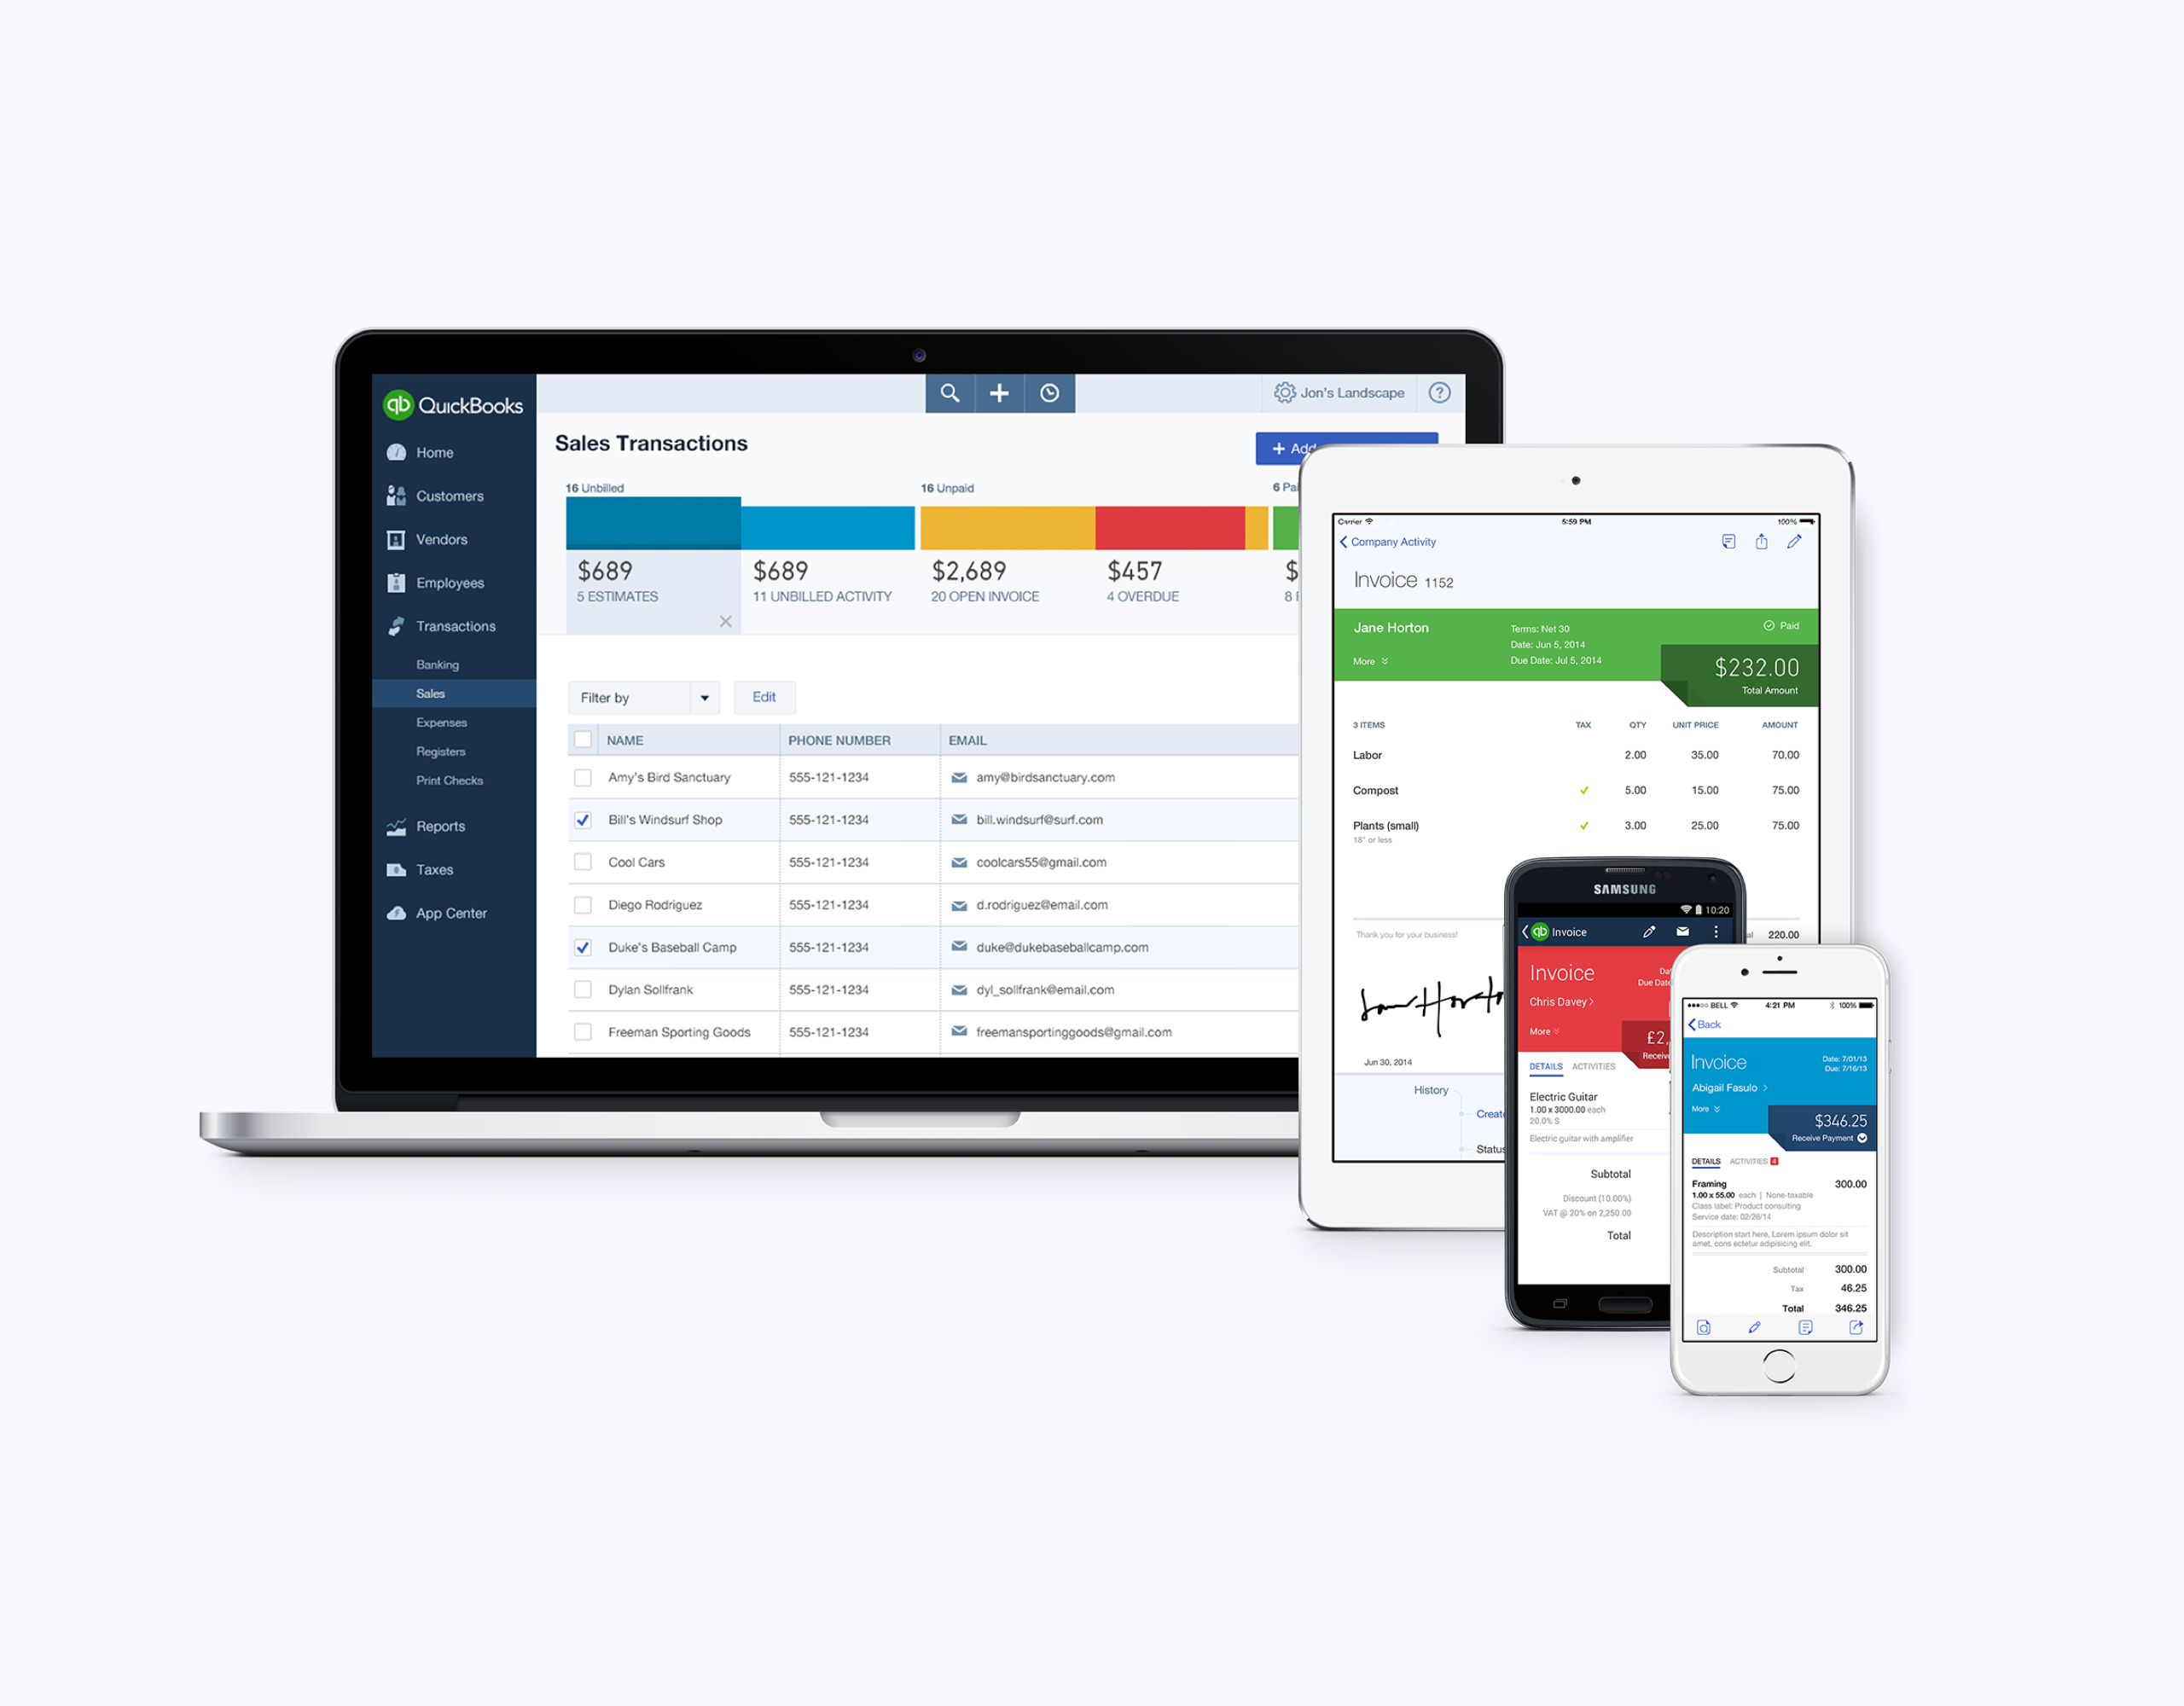 QuickBooks
Home
Customers
Vendors
Employees
Transactions
Banking
Sales
Expenses
Registers
Print Checks
Reports
Taxes
App Center
Jon's Landscape
?
Sales Transactions
+ Add
16 Unbilled
16 Unpaid
6
$689
5 ESTIMATES
$689
11 UNBILLED ACTIVITY
$2,689
20 OPEN INVOICE
$457
4 OVERDUE
$
8
Filter by
Edit
NAME PHONE NUMBER EMAIL
Amy's Bird Sanctuary 555-121-1234 amy@birdsanctuary.com
Bill's Windsurf Shop 555-121-1234 bill.windsurf@surf.com
Cool Cars 555-121-1234 coolcars55@gmail.com
Diego Rodriguez 555-121-1234 d.rodriguez@email.com
Duke's Baseball Camp 555-121-1234 duke@dukebaseballcamp.com
Dylan Sollfrank 555-121-1234 dyl_sollfrank@email.com
Freeman Sporting Goods 555-121-1234 freemansportinggoods@gmail.com
Carrier 5:59 PM 100%
Company Activity
Invoice 1152
Jane Horton
More
Terms: Net 30
Date: Jun 5, 2014
Due Date: Jul 5, 2014
Paid
$232.00
Total Amount
3 ITEMS TAX QTY UNIT PRICE AMOUNT
Labor 2.00 35.00 70.00
Compost 5.00 15.00 75.00
Plants (small) 3.00 25.00 75.00
18" or less
Thank you for your business!
220.00
Jun 30, 2014
History
Create
Status
SAMSUNG
10:20
qb Invoice
Invoice
Due Date
Chris Davey >
More
£2,
DETAILS ACTIVITIES
Electric Guitar
1.00 x 3000.00 each
20.0% S
Electric guitar with amplifier
Subtotal
Discount (10.00%)
VAT @ 20% on 2,250.00
Total
BELL 4:21 PM 100%
Back
Invoice
Date: 7/01/13
Due: 7/16/13
Abigail Fasulo >
More
$346.25
Receive Payment
DETAILS ACTIVITIES 4
Framing 300.00
1.00 x 55.00 each | None-taxable
Class label: Product consulting
Service date: 02/26/14
Description start here, Lorem ipsum dolor sit
amet, cons ectetur adipisicing elit.
Subtotal 300.00
Tax 46.25
Total 346.25